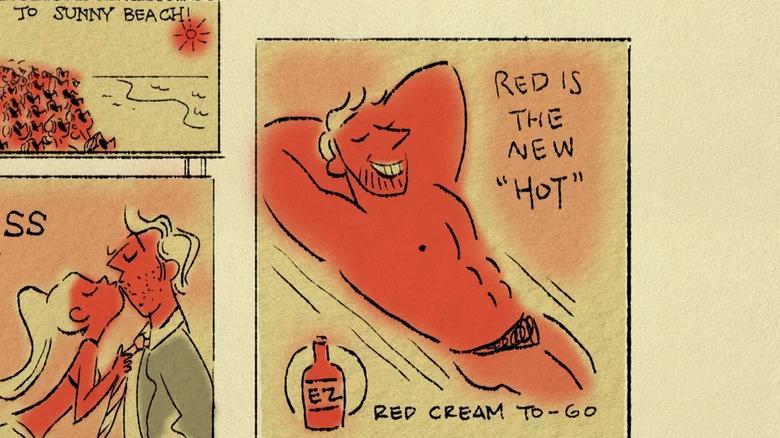 TO SUNNY BEACH!
SS
RED IS
THE
NEW
"HOT"
EZ
RED CREAM TO-GO